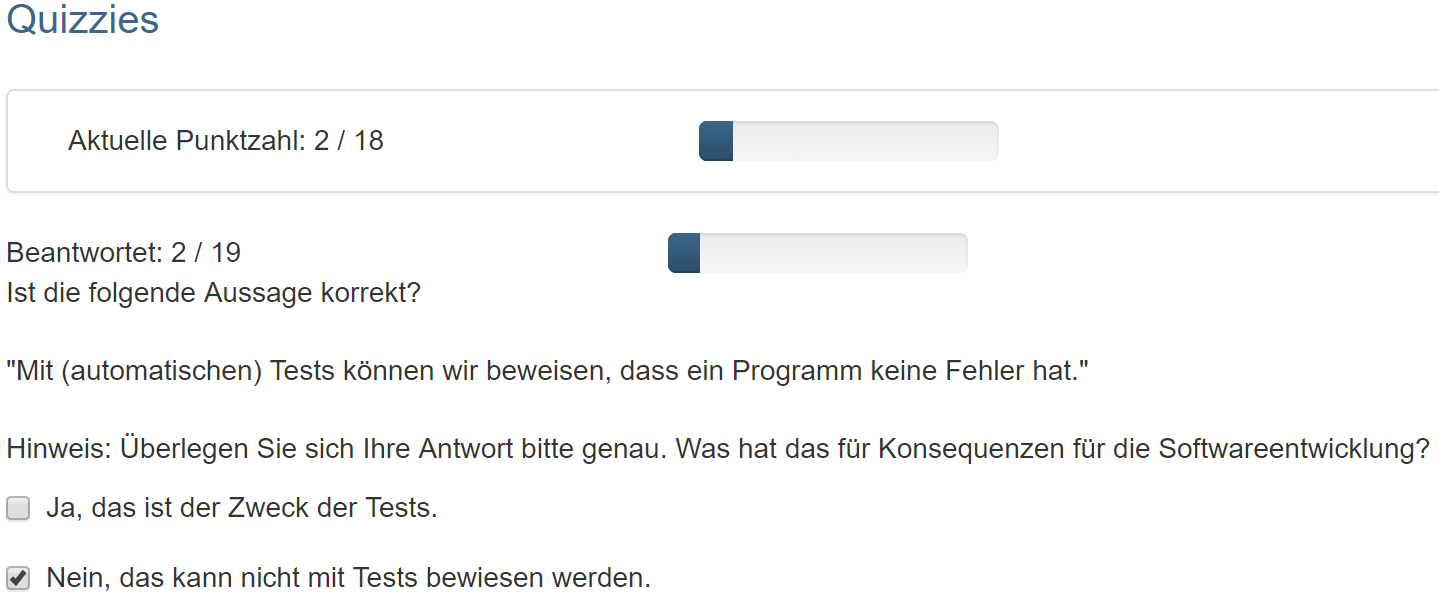 Quizzies
Aktuelle Punktzahl: 2 / 18
Beantwortet: 2 / 19
Ist die folgende Aussage korrekt?
"Mit (automatischen) Tests können wir beweisen, dass ein Programm keine Fehler hat."
Hinweis: Überlegen Sie sich Ihre Antwort bitte genau. Was hat das für Konsequenzen für die Softwareentwicklung?
Ja, das ist der Zweck der Tests.
Nein, das kann nicht mit Tests bewiesen werden.